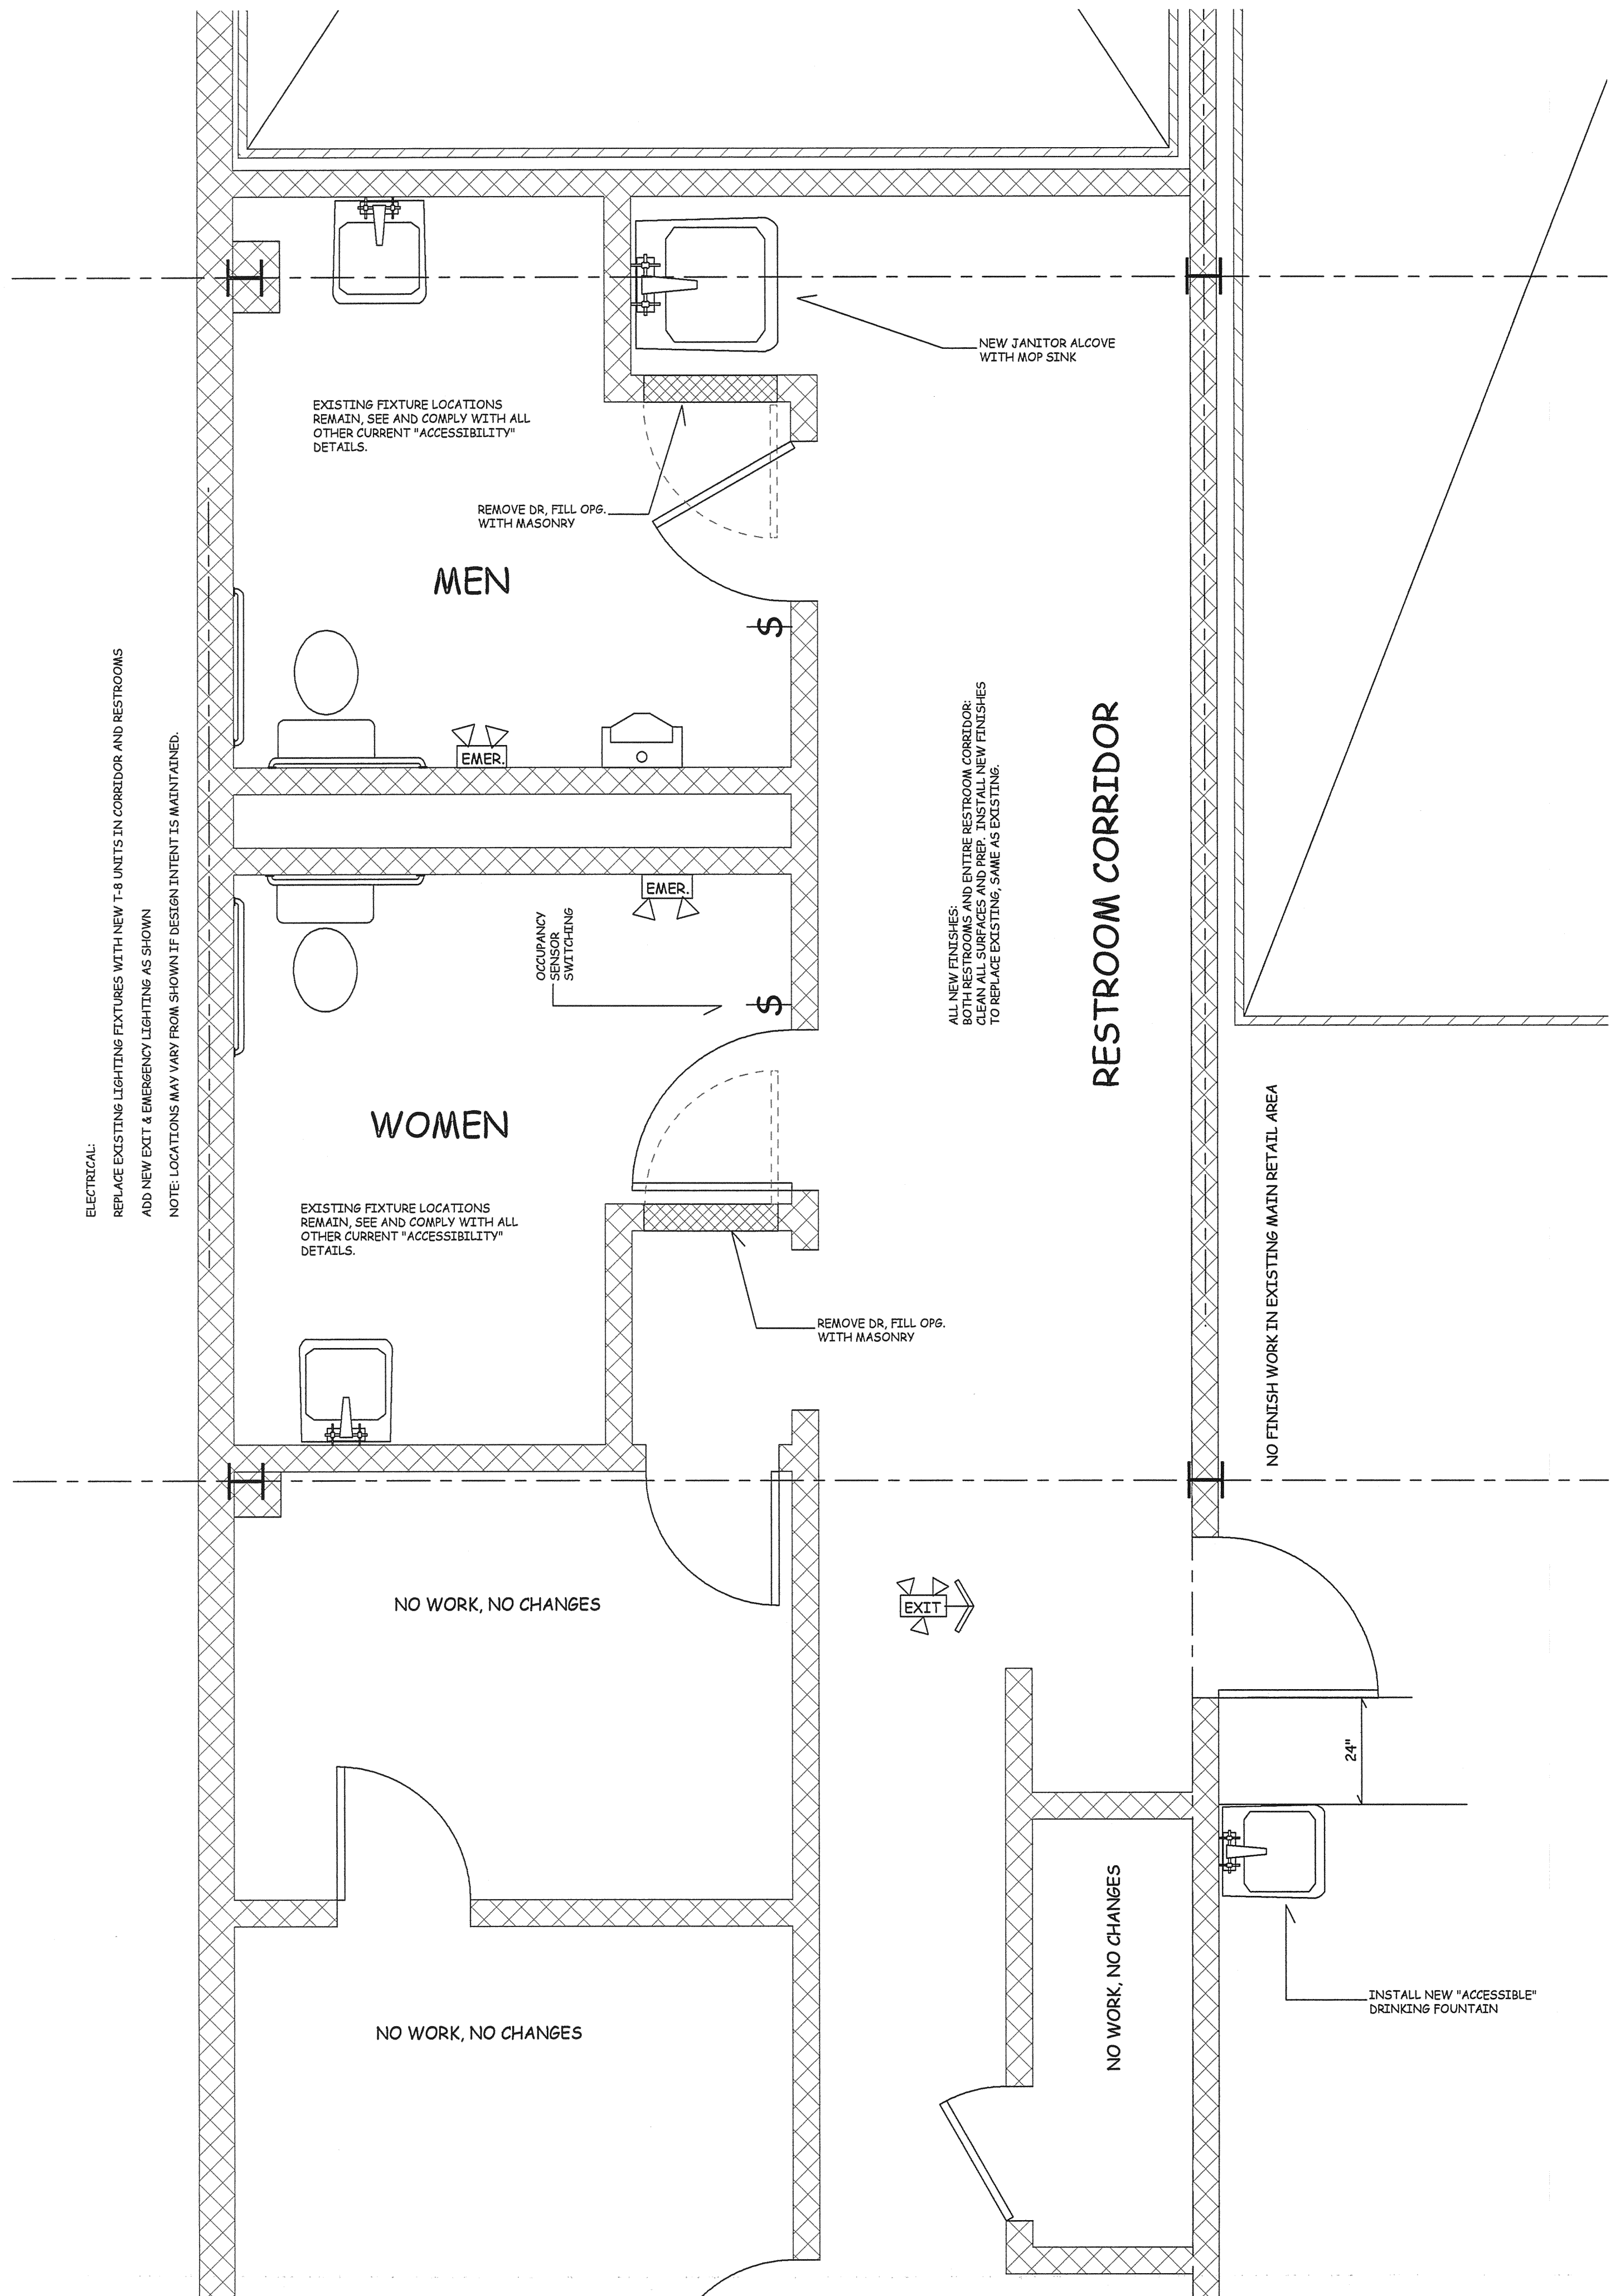 NEW JANITOR ALCOVE
WITH MOP SINK
EXISTING FIXTURE LOCATIONS
REMAIN, SEE AND COMPLY WITH ALL
OTHER CURRENT "ACCESSIBILITY"
DETAILS.
REMOVE DR, FILL OPG.
WITH MASONRY
MEN
$
EMER.
ELECTRICAL:
REPLACE EXISTING LIGHTING FIXTURES WITH NEW T-8 UNITS IN CORRIDOR AND RESTROOMS
ADD NEW EXIT & EMERGENCY LIGHTING AS SHOWN
NOTE: LOCATIONS MAY VARY FROM SHOWN IF DESIGN INTENT IS MAINTAINED.
EMER.
OCCUPANCY
SENSOR
SWITCHING
$
ALL NEW FINISHES:
BOTH RESTROOMS AND ENTIRE RESTROOM CORRIDOR:
CLEAN ALL SURFACES AND PREP. INSTALL NEW FINISHES
TO REPLACE EXISTING, SAME AS EXISTING.
RESTROOM CORRIDOR
WOMEN
EXISTING FIXTURE LOCATIONS
REMAIN, SEE AND COMPLY WITH ALL
OTHER CURRENT "ACCESSIBILITY"
DETAILS.
REMOVE DR, FILL OPG.
WITH MASONRY
NO FINISH WORK IN EXISTING MAIN RETAIL AREA
NO WORK, NO CHANGES
EXIT
24"
NO WORK, NO CHANGES
NO WORK, NO CHANGES
INSTALL NEW "ACCESSIBLE"
DRINKING FOUNTAIN